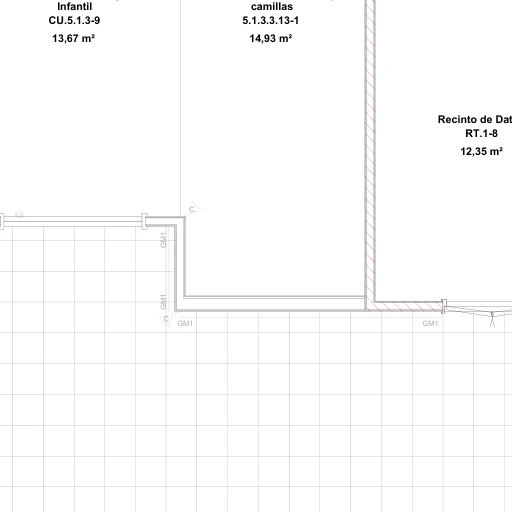 Infantil
CU.5.1.3-9
13,67 m²
camillas
5.1.3.3.13-1
14,93 m²
Recinto de Dat
RT.1-8
12,35 m²
C
GM1
GM1
C
GM1
GM1